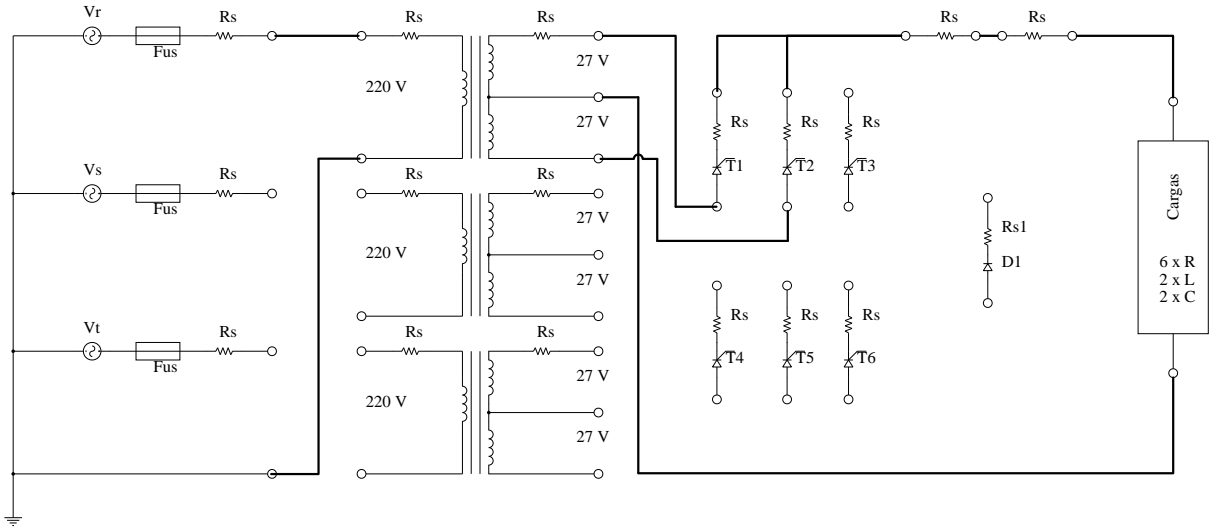 Vr
Rs
Rs
Rs
Rs
Rs
Fus
27 V
220 V
27 V
Rs
Rs
Rs
T1
T2
T3
Vs
Rs
Rs
Rs
Fus
27 V
220 V
27 V
Rs1
D1
Cargas
6 x R
2 x L
2 x C
Vt
Rs
Rs
Rs
Fus
27 V
220 V
27 V
Rs
Rs
Rs
T4
T5
T6